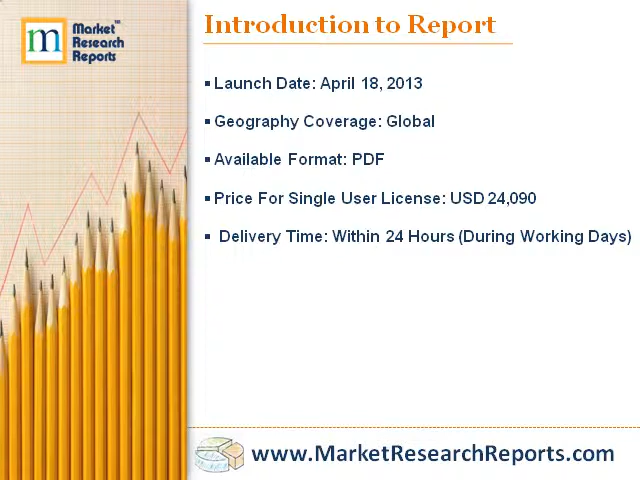 m
Market
Research
Reports
™
Introduction to Report
▪ Launch Date: April 18, 2013
▪ Geography Coverage: Global
▪ Available Format: PDF
▪ Price For Single User License: USD 24,090
▪ Delivery Time: Within 24 Hours (During Working Days)
www.MarketResearchReports.com